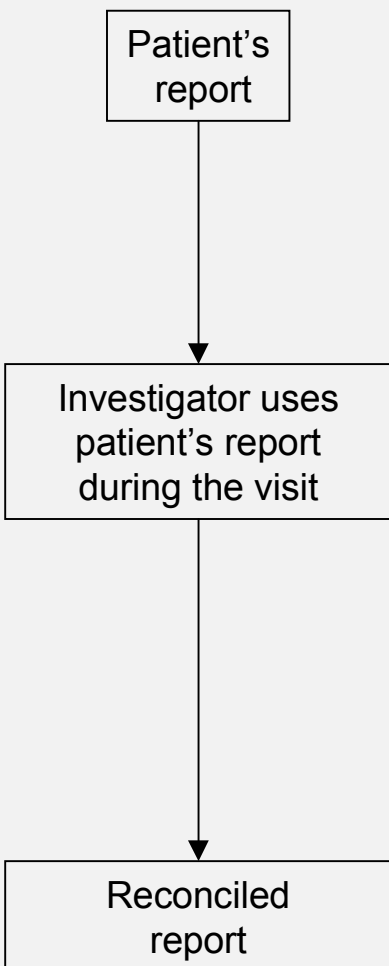 Patient’s
report
Investigator uses
patient’s report
during the visit
Reconciled
report